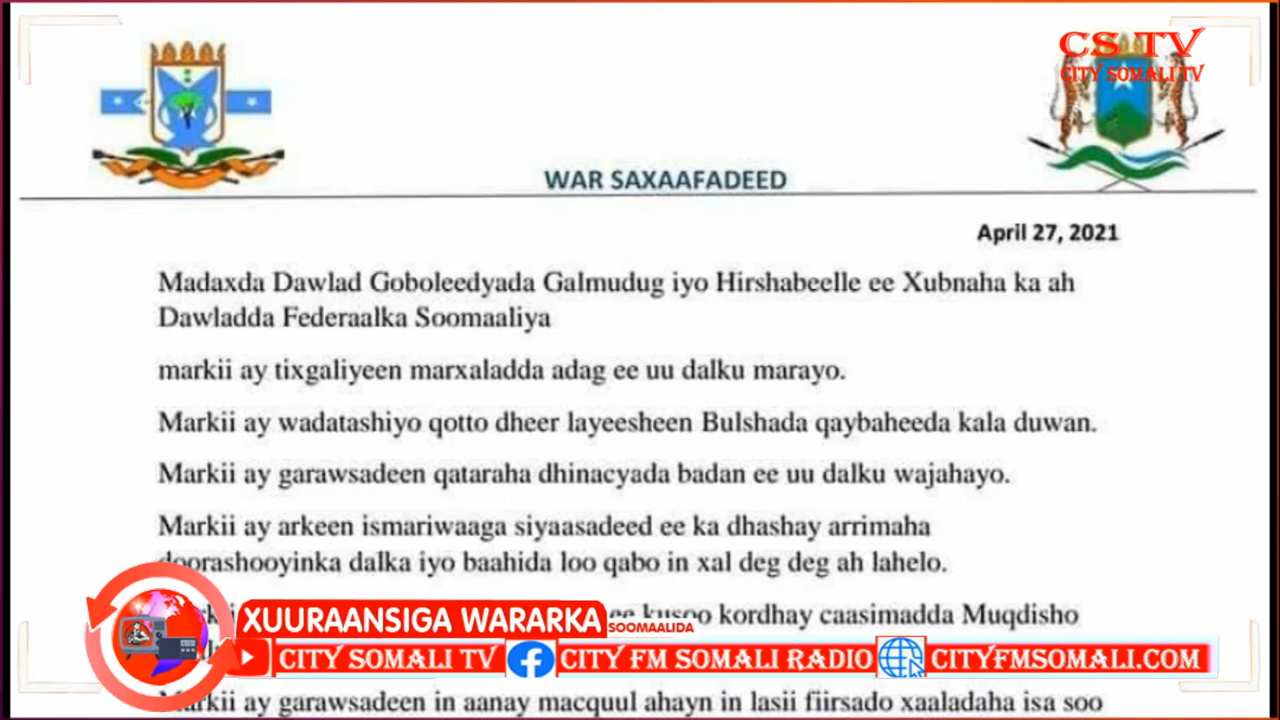 CS TV
CITY SOMALI TV
WAR SAXAAFADEED
April 27, 2021
Madaxda Dawlad Goboleedyada Galmudug iyo Hirshabeelle ee Xubnaha ka ah
Dawladda Federaalka Soomaaliya
markii ay tixgaliyeen marxaladda adag ee uu dalku marayo.
Markii ay wadatashiyo qotto dheer layeesheen Bulshada qaybaheeda kala duwan.
Markii ay garawsadeen qataraha dhinacyada badan ee uu dalku wajahayo.
Markii ay arkeen ismariwaaga siyaasadeed ee ka dhashay arrimaha
doorashooyinka dalka iyo baahida loo qabo in xal deg deg ah lahelo.
ee kusoo kordhay caasimadda Muqdisho
XUURAANSIGA WARARKA
SOOMAALIDA
CITY SOMALI TV CITY FM SOMALI RADIO CITYFMSOMALI.COM
Markii ay garawsadeen in aanay macquul ahayn in lasii fiirsado xaaladaha isa soo